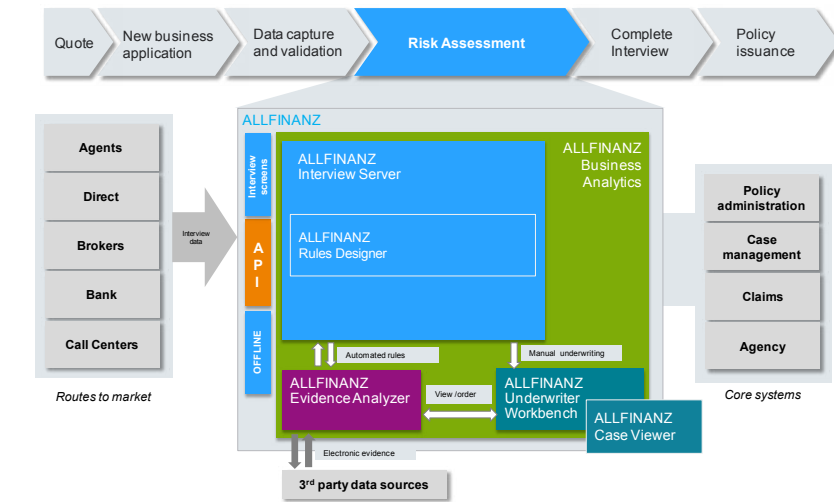 Quote
New business
application
Data capture
and validation
Risk Assessment
Complete
Interview
Policy
issuance
Agents
Direct
Brokers
Bank
Call Centers
Routes to market
Interview
data
ALLFINANZ
Interview
screens
A
P
I
OFFLINE
ALLFINANZ
Interview Server
ALLFINANZ
Rules Designer
ALLFINANZ
Business
Analytics
Automated rules
Manual underwriting
ALLFINANZ
Evidence Analyzer
View /order
ALLFINANZ
Underwriter
Workbench
ALLFINANZ
Case Viewer
Electronic evidence
3rd party data sources
Policy
administration
Case
management
Claims
Agency
Core systems